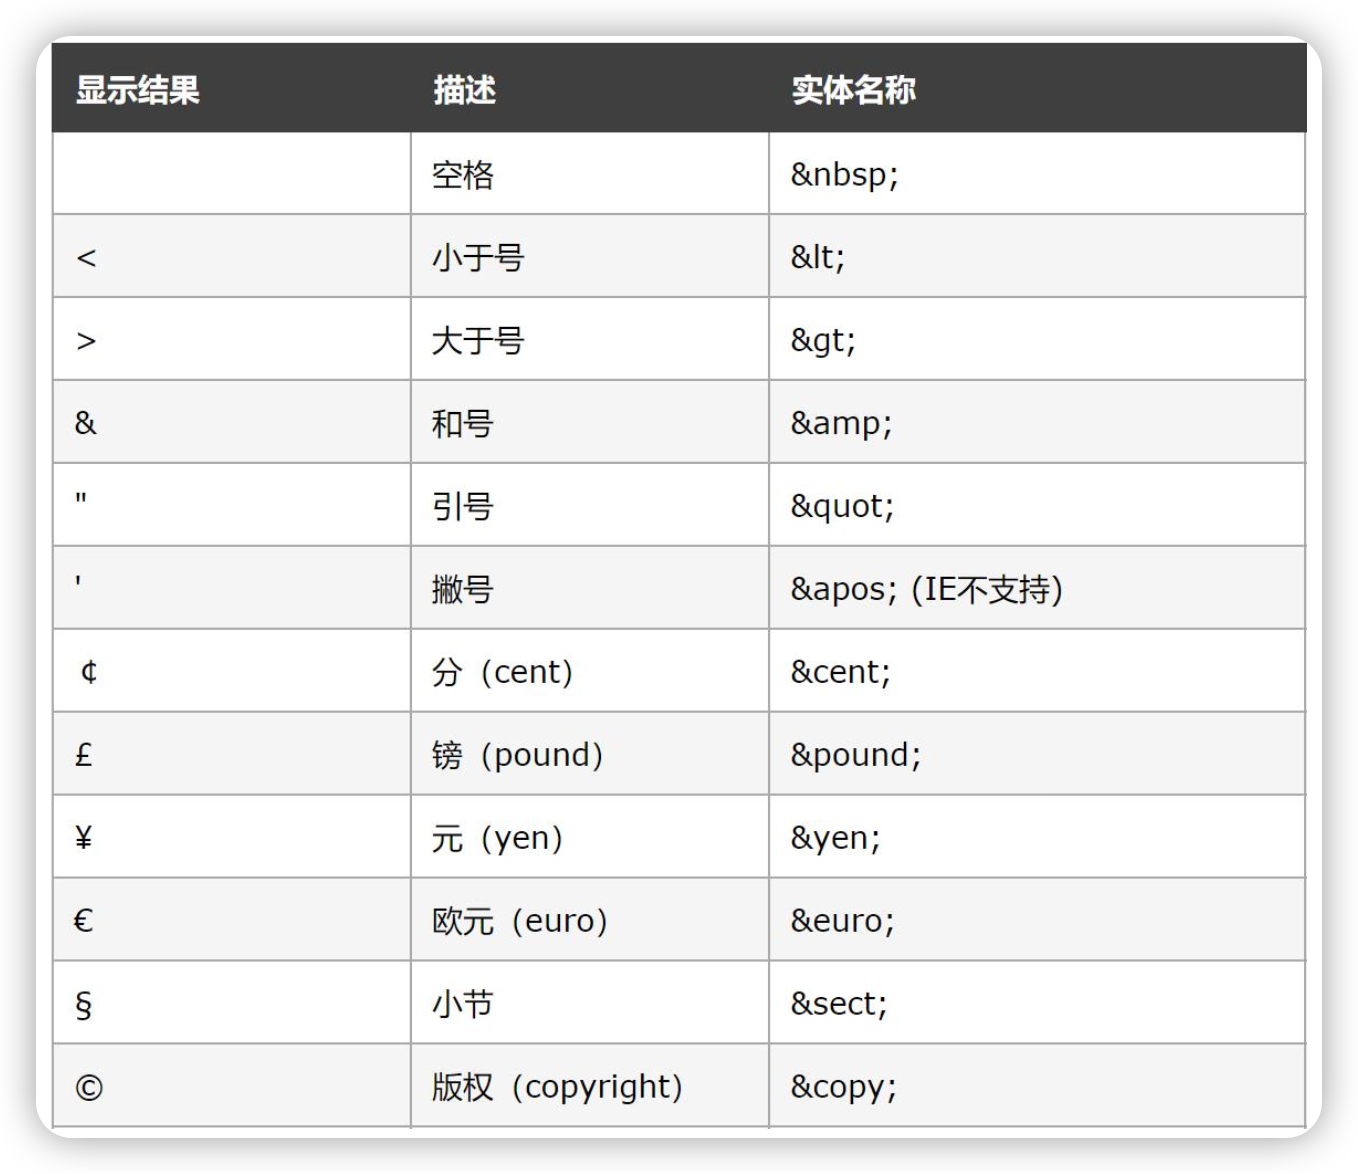 显示结果 描述 实体名称
空格 &nbsp;
< 小于号 &lt;
> 大于号 &gt;
& 和号 &amp;
" 引号 &quot;
' 撇号 &apos; (IE不支持)
¢ 分（cent） &cent;
£ 镑（pound） &pound;
¥ 元（yen） &yen;
€ 欧元（euro） &euro;
§ 小节 &sect;
© 版权（copyright） &copy;